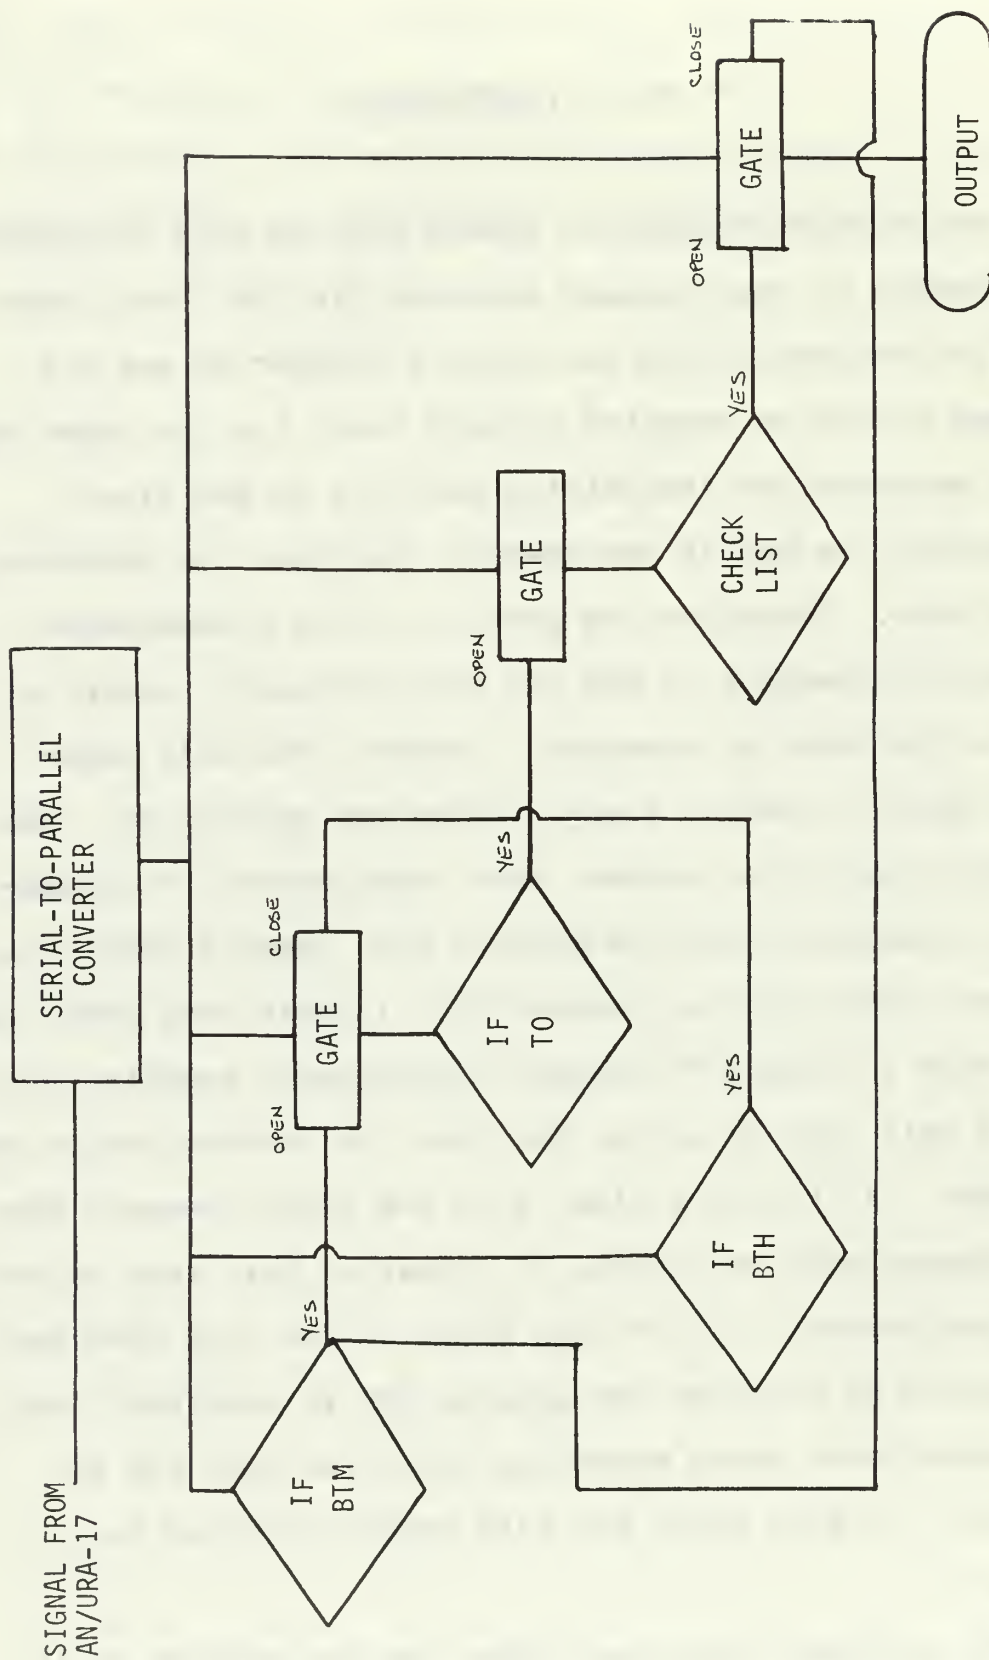 SIGNAL FROM
AN/URA-17
SERIAL-TO-PARALLEL
CONVERTER
IF
BTM
YES
OPEN
GATE
CLOSE
IF
TO
YES
OPEN
GATE
IF
BTH
YES
CHECK
LIST
YES
OPEN
GATE
CLOSE
OUTPUT